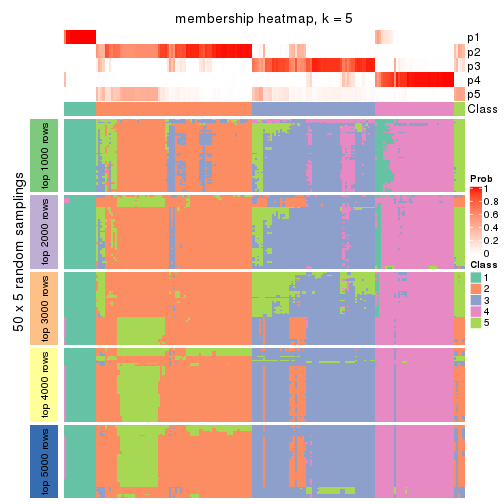 membership heatmap, k = 5
p1
p2
p3
p4
p5
Class
50 x 5 random samplings
top 1000 rows
top 2000 rows
top 3000 rows
top 4000 rows
top 5000 rows
Prob
1
0.8
0.6
0.4
0.2
0
Class
1
2
3
4
5